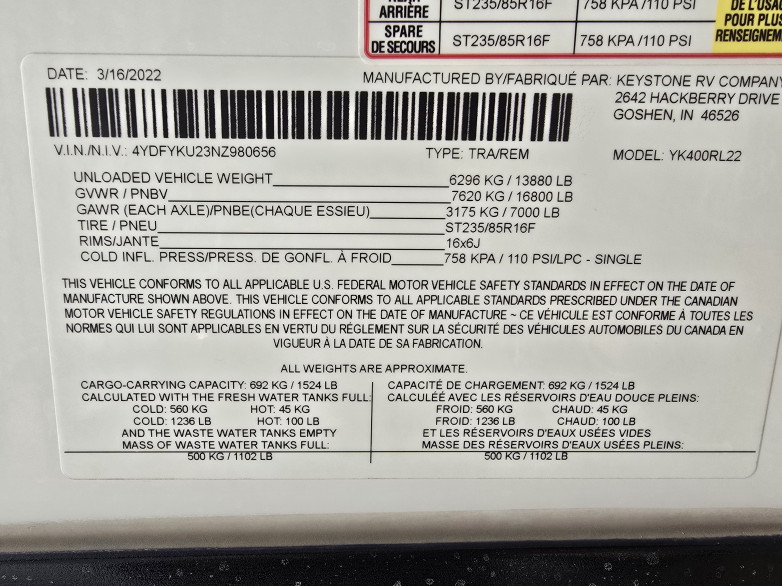 ARRIÈRE ST235/85R16F 758 KPA /110 PSI
SPARE
DE SECOURS ST235/85R16F 758 KPA /110 PSI
DE L'USAG
POUR PLUS
RENSEIGNEM
DATE: 3/16/2022
MANUFACTURED BY/FABRIQUÉ PAR: KEYSTONE RV COMPANY
2642 HACKBERRY DRIVE
GOSHEN, IN 46526
V.I.N./N.I.V.: 4YDFYKU23NZ980656 TYPE: TRA/REM MODEL: YK400RL22
UNLOADED VEHICLE WEIGHT 6296 KG / 13880 LB
GVWR / PNBV 7620 KG / 16800 LB
GAWR (EACH AXLE)/PNBE(CHAQUE ESSIEU) 3175 KG / 7000 LB
TIRE / PNEU ST235/85R16F
RIMS/JANTE 16x6J
COLD INFL. PRESS/PRESS. DE GONFL. À FROID 758 KPA / 110 PSI/LPC - SINGLE
THIS VEHICLE CONFORMS TO ALL APPLICABLE U.S. FEDERAL MOTOR VEHICLE SAFETY STANDARDS IN EFFECT ON THE DATE OF
MANUFACTURE SHOWN ABOVE. THIS VEHICLE CONFORMS TO ALL APPLICABLE STANDARDS PRESCRIBED UNDER THE CANADIAN
MOTOR VEHICLE SAFETY REGULATIONS IN EFFECT ON THE DATE OF MANUFACTURE ~ CE VÉHICULE EST CONFORME À TOUTES LES
NORMES QUI LUI SONT APPLICABLES EN VERTU DU RÉGLEMENT SUR LA SÉCURITÉ DES VÉHICULES AUTOMOBILES DU CANADA EN
VIGUEUR À LA DATE DE SA FABRICATION.
ALL WEIGHTS ARE APPROXIMATE.
CARGO-CARRYING CAPACITY: 692 KG / 1524 LB
CALCULATED WITH THE FRESH WATER TANKS FULL:
COLD: 560 KG HOT: 45 KG
COLD: 1236 LB HOT: 100 LB
AND THE WASTE WATER TANKS EMPTY
MASS OF WASTE WATER TANKS FULL:
500 KG / 1102 LB
CAPACITÉ DE CHARGEMENT: 692 KG / 1524 LB
CALCULÉE AVEC LES RÉSERVOIRS D'EAU DOUCE PLEINS:
FROID: 560 KG CHAUD: 45 KG
FROID: 1236 LB CHAUD: 100 LB
ET LES RÉSERVOIRS D'EAUX USÉES VIDES
MASSE DES RÉSERVOIRS D'EAUX USÉES PLEINS:
500 KG / 1102 LB